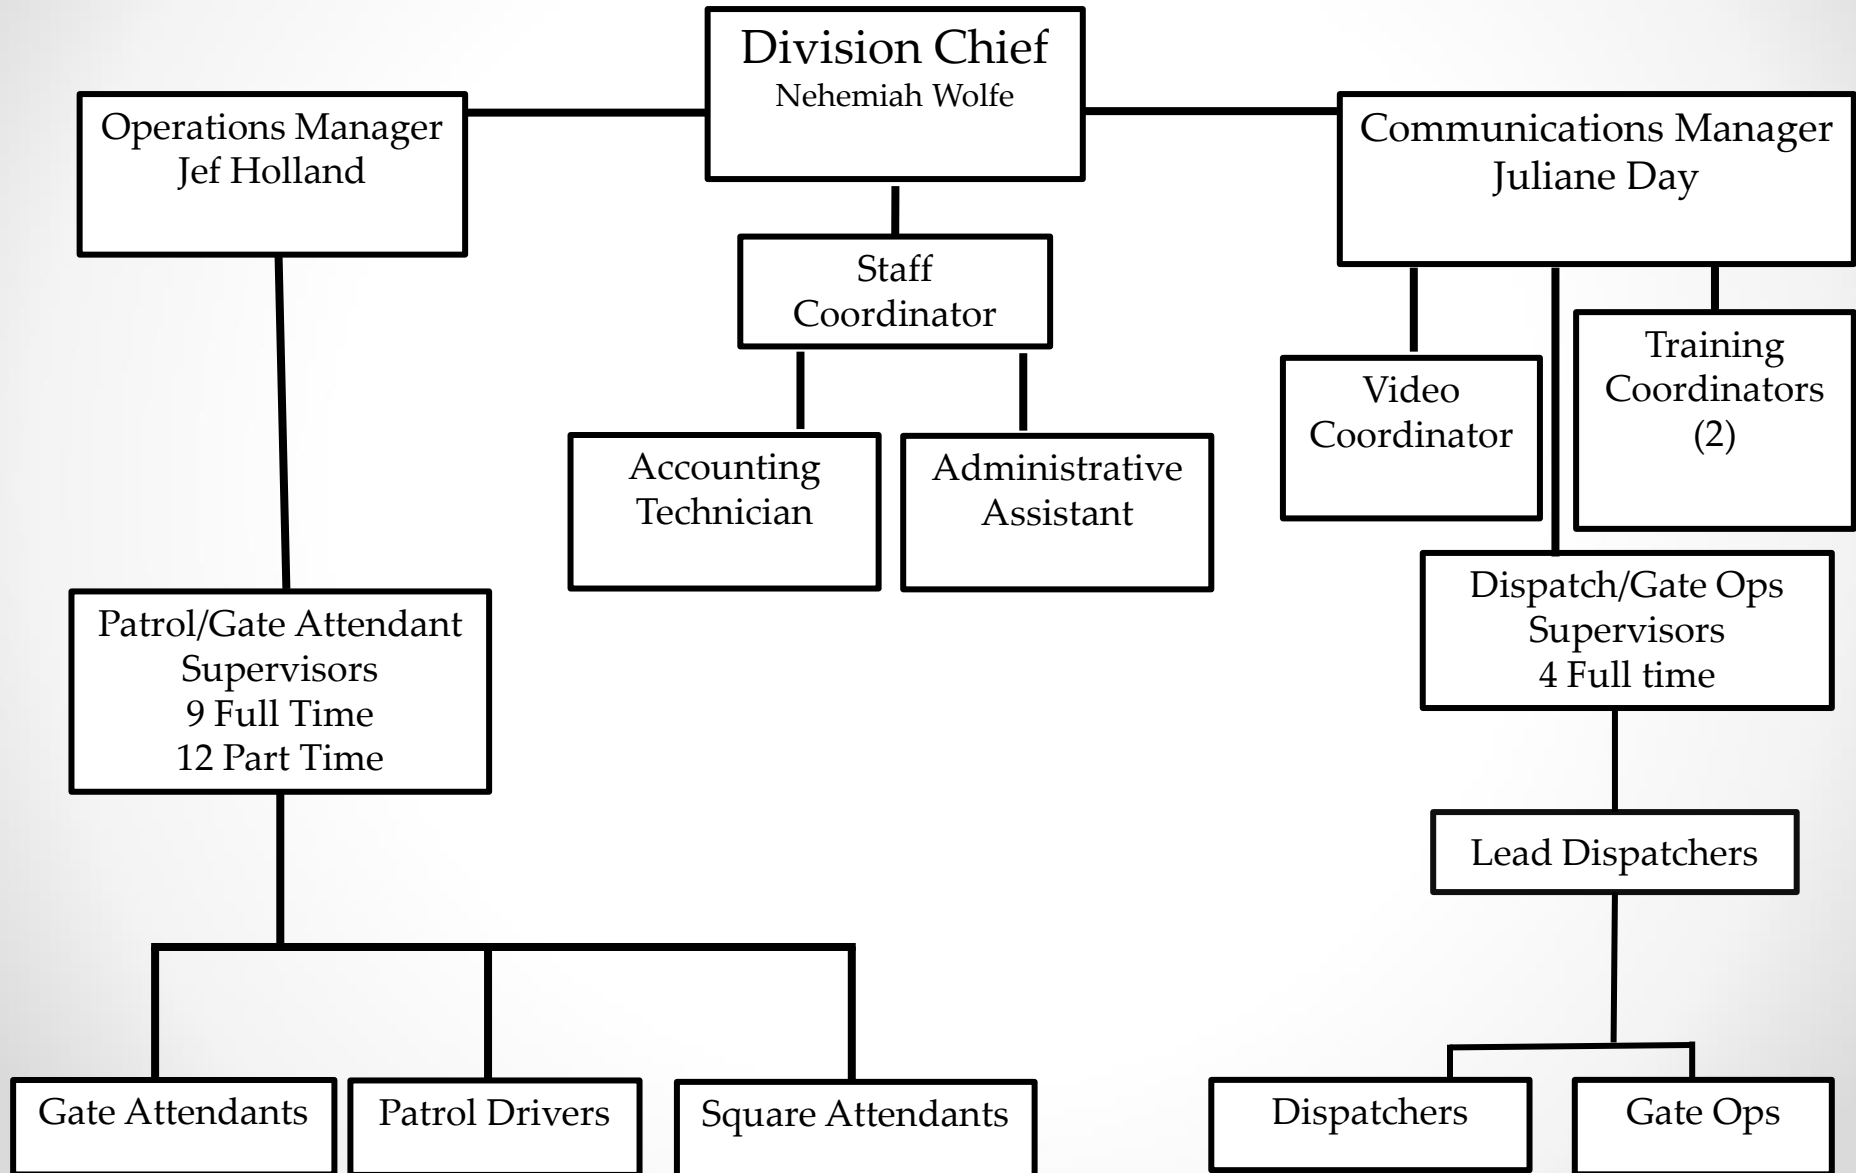 Division Chief
Nehemiah Wolfe
Operations Manager
Jef Holland
Communications Manager
Juliane Day
Staff
Coordinator
Training
Coordinators
(2)
Video
Coordinator
Accounting
Technician
Administrative
Assistant
Patrol/Gate Attendant
Supervisors
9 Full Time
12 Part Time
Dispatch/Gate Ops
Supervisors
4 Full time
Lead Dispatchers
Gate Attendants
Patrol Drivers
Square Attendants
Dispatchers
Gate Ops